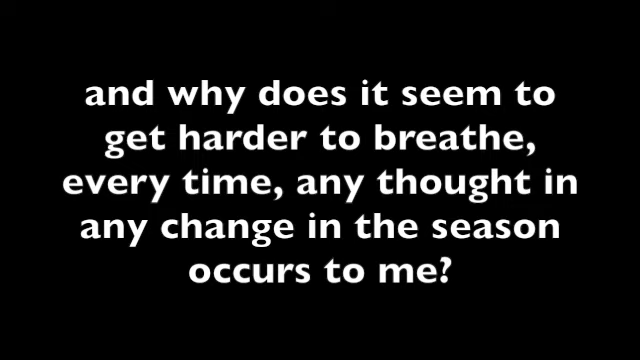 and why does it seem to
get harder to breathe,
every time, any thought in
any change in the season
occurs to me?